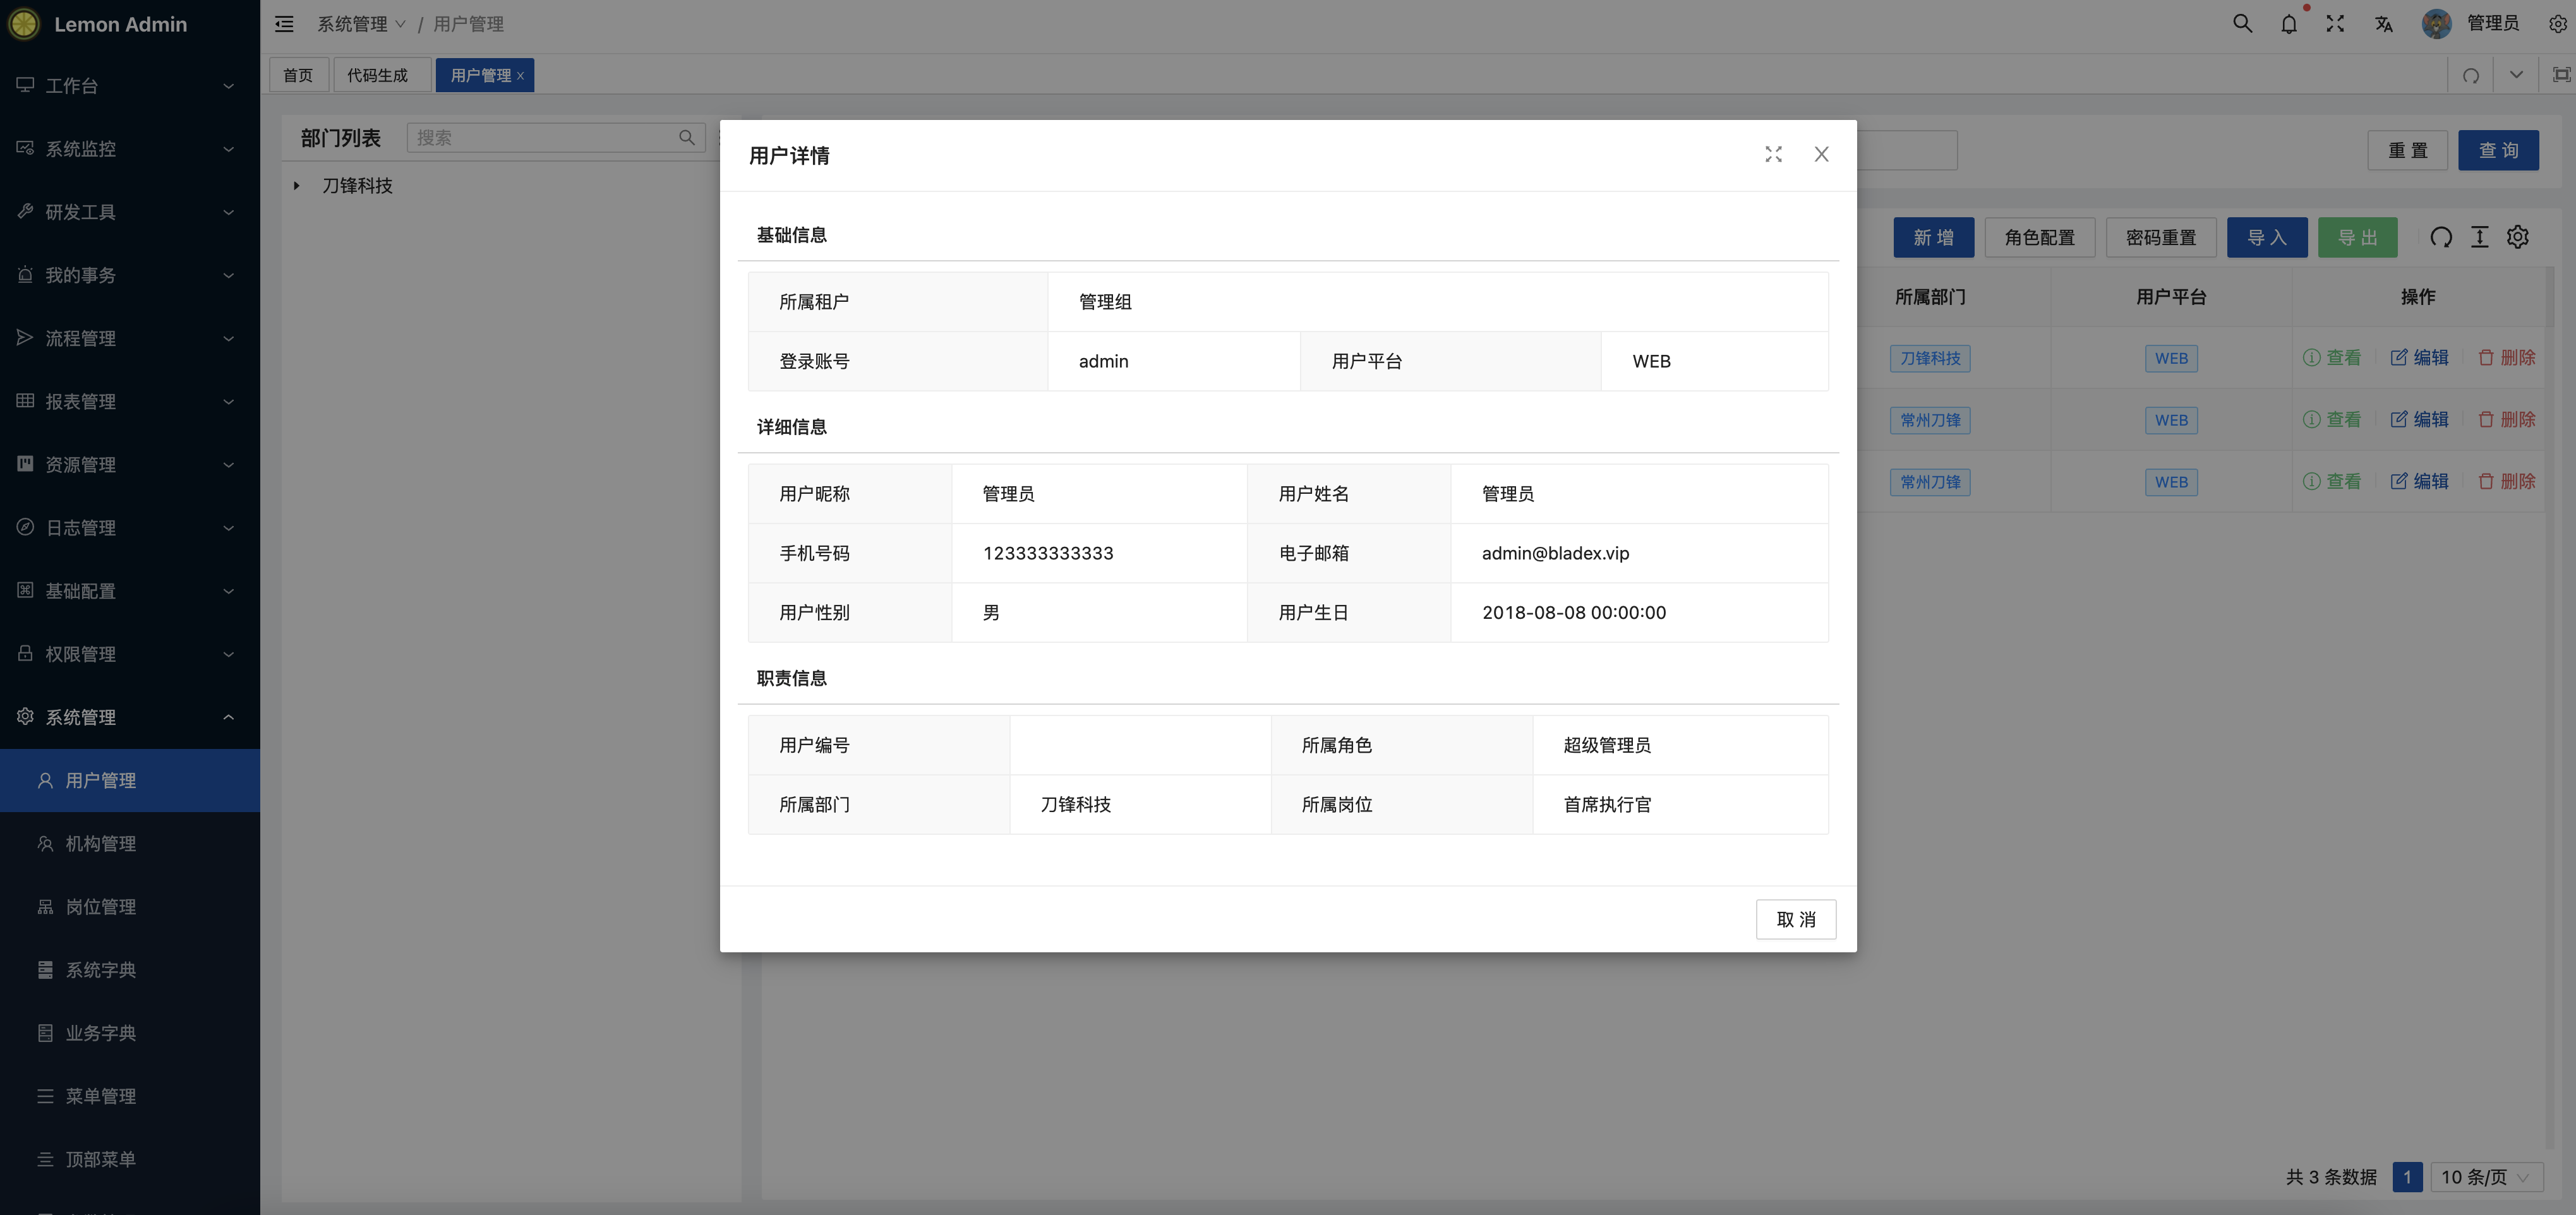 Lemon Admin
系统管理 / 用户管理
管理员
首页
代码生成
用户管理 x
工作台
系统监控
研发工具
我的事务
流程管理
报表管理
资源管理
日志管理
基础配置
权限管理
系统管理
用户管理
机构管理
岗位管理
系统字典
业务字典
菜单管理
顶部菜单
部门列表
搜索
刀锋科技
重 置
查 询
新 增
角色配置
密码重置
导 入
导 出
所属部门 用户平台 操作
刀锋科技 WEB 查看 编辑 删除
常州刀锋 WEB 查看 编辑 删除
常州刀锋 WEB 查看 编辑 删除
共 3 条数据 1 10 条/页
用户详情
基础信息
所属租户 管理组
登录账号 admin 用户平台 WEB
详细信息
用户昵称 管理员 用户姓名 管理员
手机号码 123333333333 电子邮箱 admin@bladex.vip
用户性别 男 用户生日 2018-08-08 00:00:00
职责信息
用户编号 所属角色 超级管理员
所属部门 刀锋科技 所属岗位 首席执行官
取 消